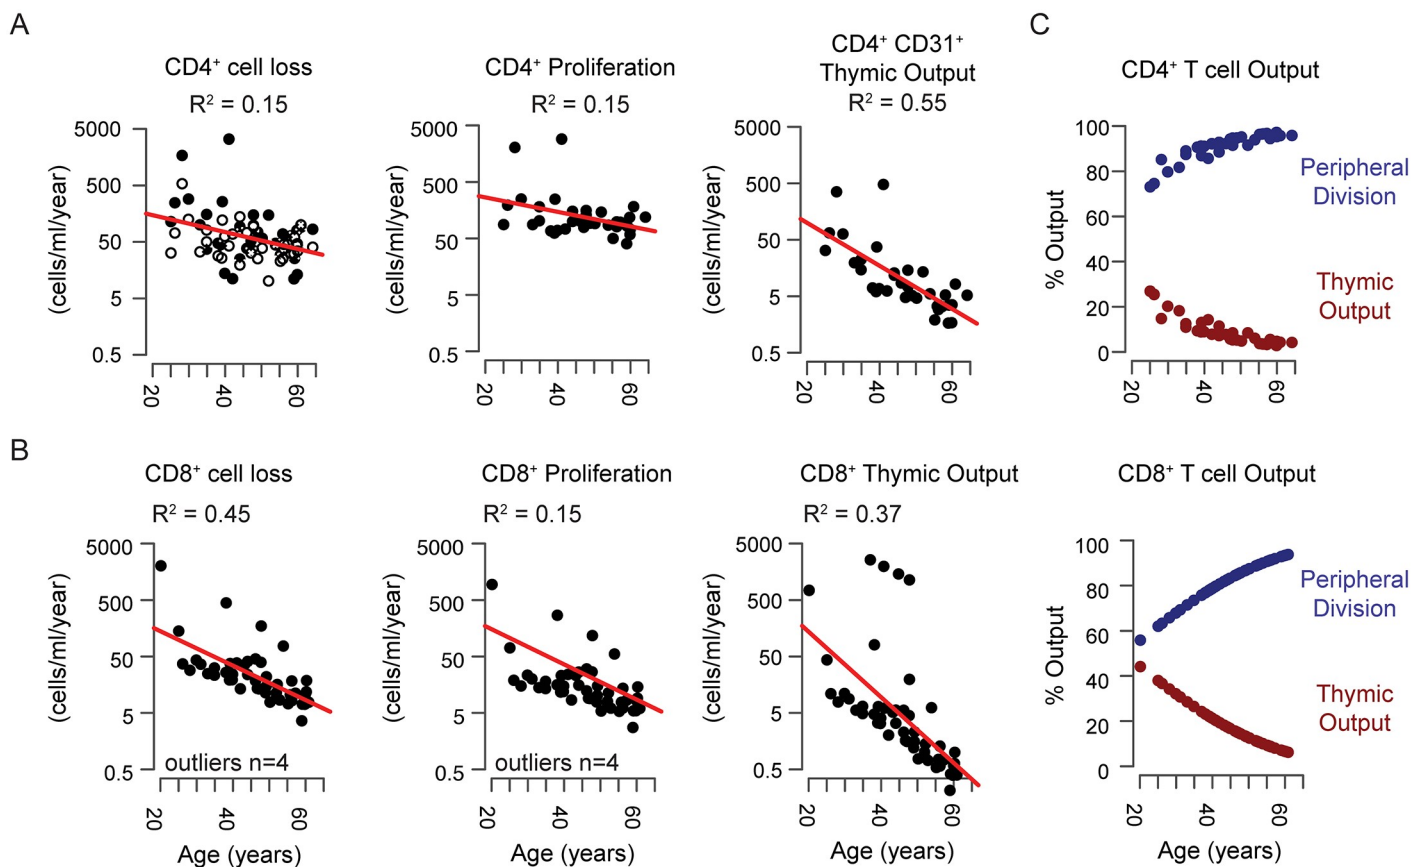 A
CD4⁺ cell loss
R² = 0.15
(cells/ml/year)
5000
500
50
5
0.5
20
40
60
CD4⁺ Proliferation
R² = 0.15
(cells/ml/year)
5000
500
50
5
0.5
20
40
60
CD4⁺ CD31⁺
Thymic Output
R² = 0.55
(cells/ml/year)
5000
500
50
5
0.5
20
40
60
C
CD4⁺ T cell Output
% Output
100
80
60
40
20
0
Peripheral
Division
Thymic
Output
20
40
60
B
CD8⁺ cell loss
R² = 0.45
(cells/ml/year)
5000
500
50
5
0.5
outliers n=4
20
40
60
Age (years)
CD8⁺ Proliferation
R² = 0.15
(cells/ml/year)
5000
500
50
5
0.5
outliers n=4
20
40
60
Age (years)
CD8⁺ Thymic Output
R² = 0.37
(cells/ml/year)
5000
500
50
5
0.5
20
40
60
Age (years)
CD8⁺ T cell Output
% Output
100
80
60
40
20
0
Peripheral
Division
Thymic
Output
20
40
60
Age (years)